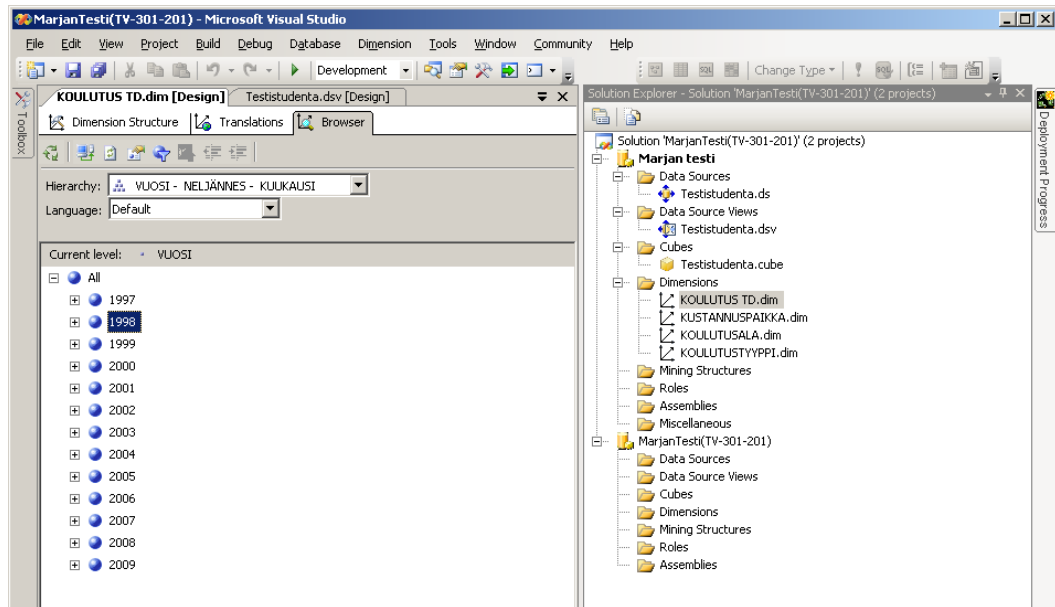 MarjanTesti(TV-301-201) - Microsoft Visual Studio
File Edit View Project Build Debug Database Dimension Tools Window Community Help
Development
Change Type
Toolbox
KOULUTUS TD.dim [Design] Testistudenta.dsv [Design]
Dimension Structure Translations Browser
Hierarchy: VUOSI - NELJÄNNES - KUUKAUSI
Language: Default
Current level: VUOSI
All
1997
1998
1999
2000
2001
2002
2003
2004
2005
2006
2007
2008
2009
Solution Explorer - Solution 'MarjanTesti(TV-301-201)' (2 projects)
Solution 'MarjanTesti(TV-301-201)' (2 projects)
Marjan testi
Data Sources
Testistudenta.ds
Data Source Views
Testistudenta.dsv
Cubes
Testistudenta.cube
Dimensions
KOULUTUS TD.dim
KUSTANNUSPAIKKA.dim
KOULUTUSALA.dim
KOULUTUSTYYPPI.dim
Mining Structures
Roles
Assemblies
Miscellaneous
MarjanTesti(TV-301-201)
Data Sources
Data Source Views
Cubes
Dimensions
Mining Structures
Roles
Assemblies
Deployment Progress